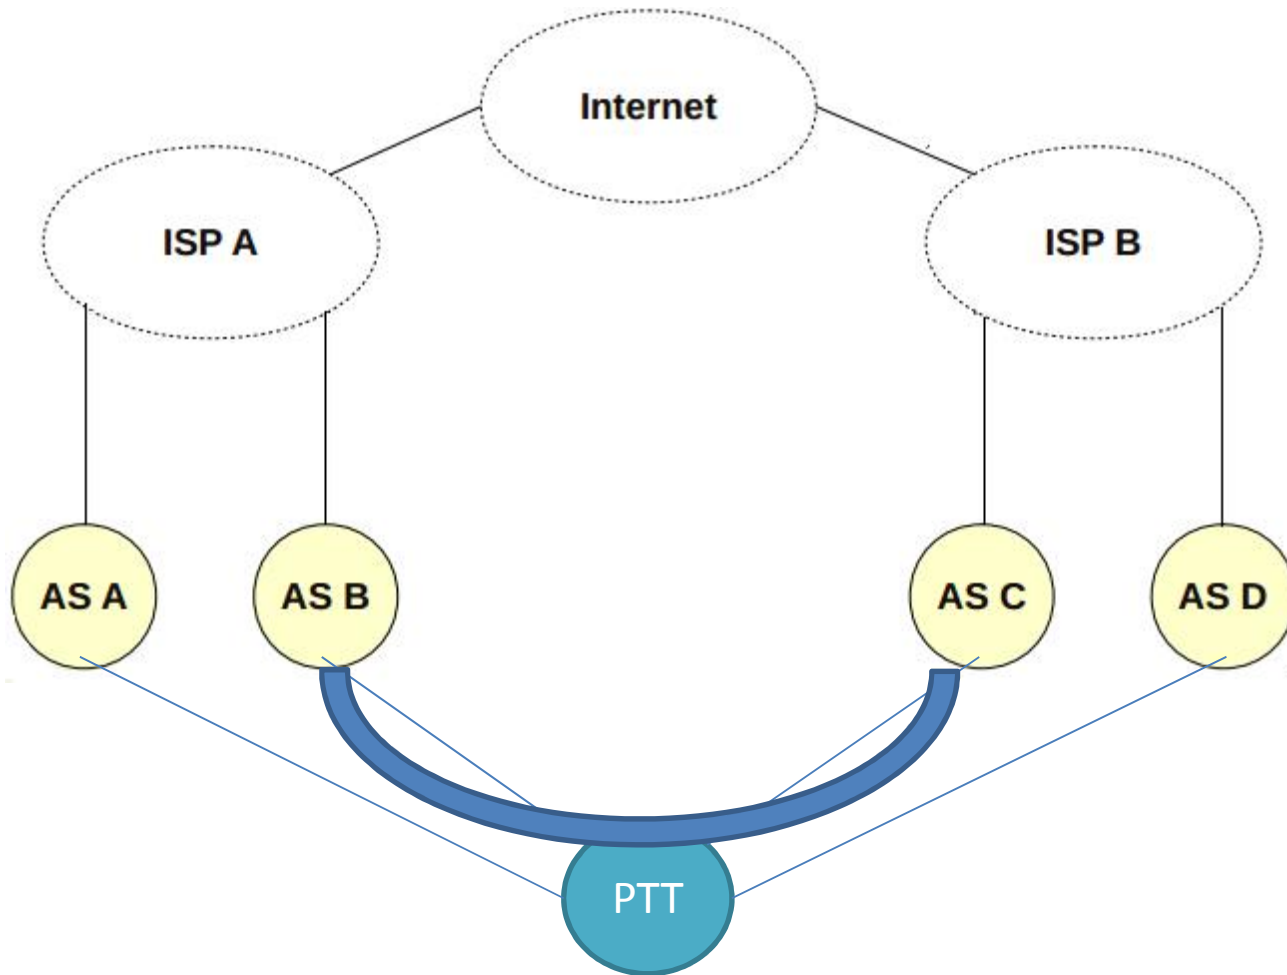 Internet
ISP A
ISP B
AS A
AS B
AS C
AS D
PTT